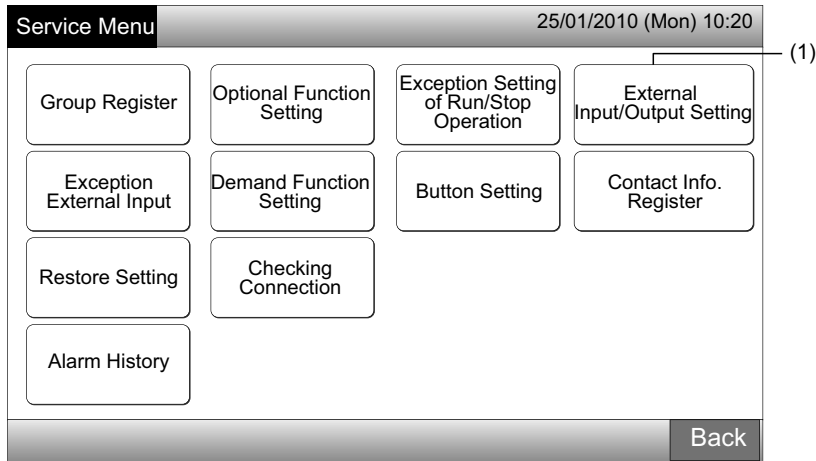 Service Menu
25/01/2010 (Mon) 10:20
(1)
Group Register
Optional Function
Setting
Exception Setting
of Run/Stop
Operation
External
Input/Output Setting
Exception
External Input
Demand Function
Setting
Button Setting
Contact Info.
Register
Restore Setting
Checking
Connection
Alarm History
Back